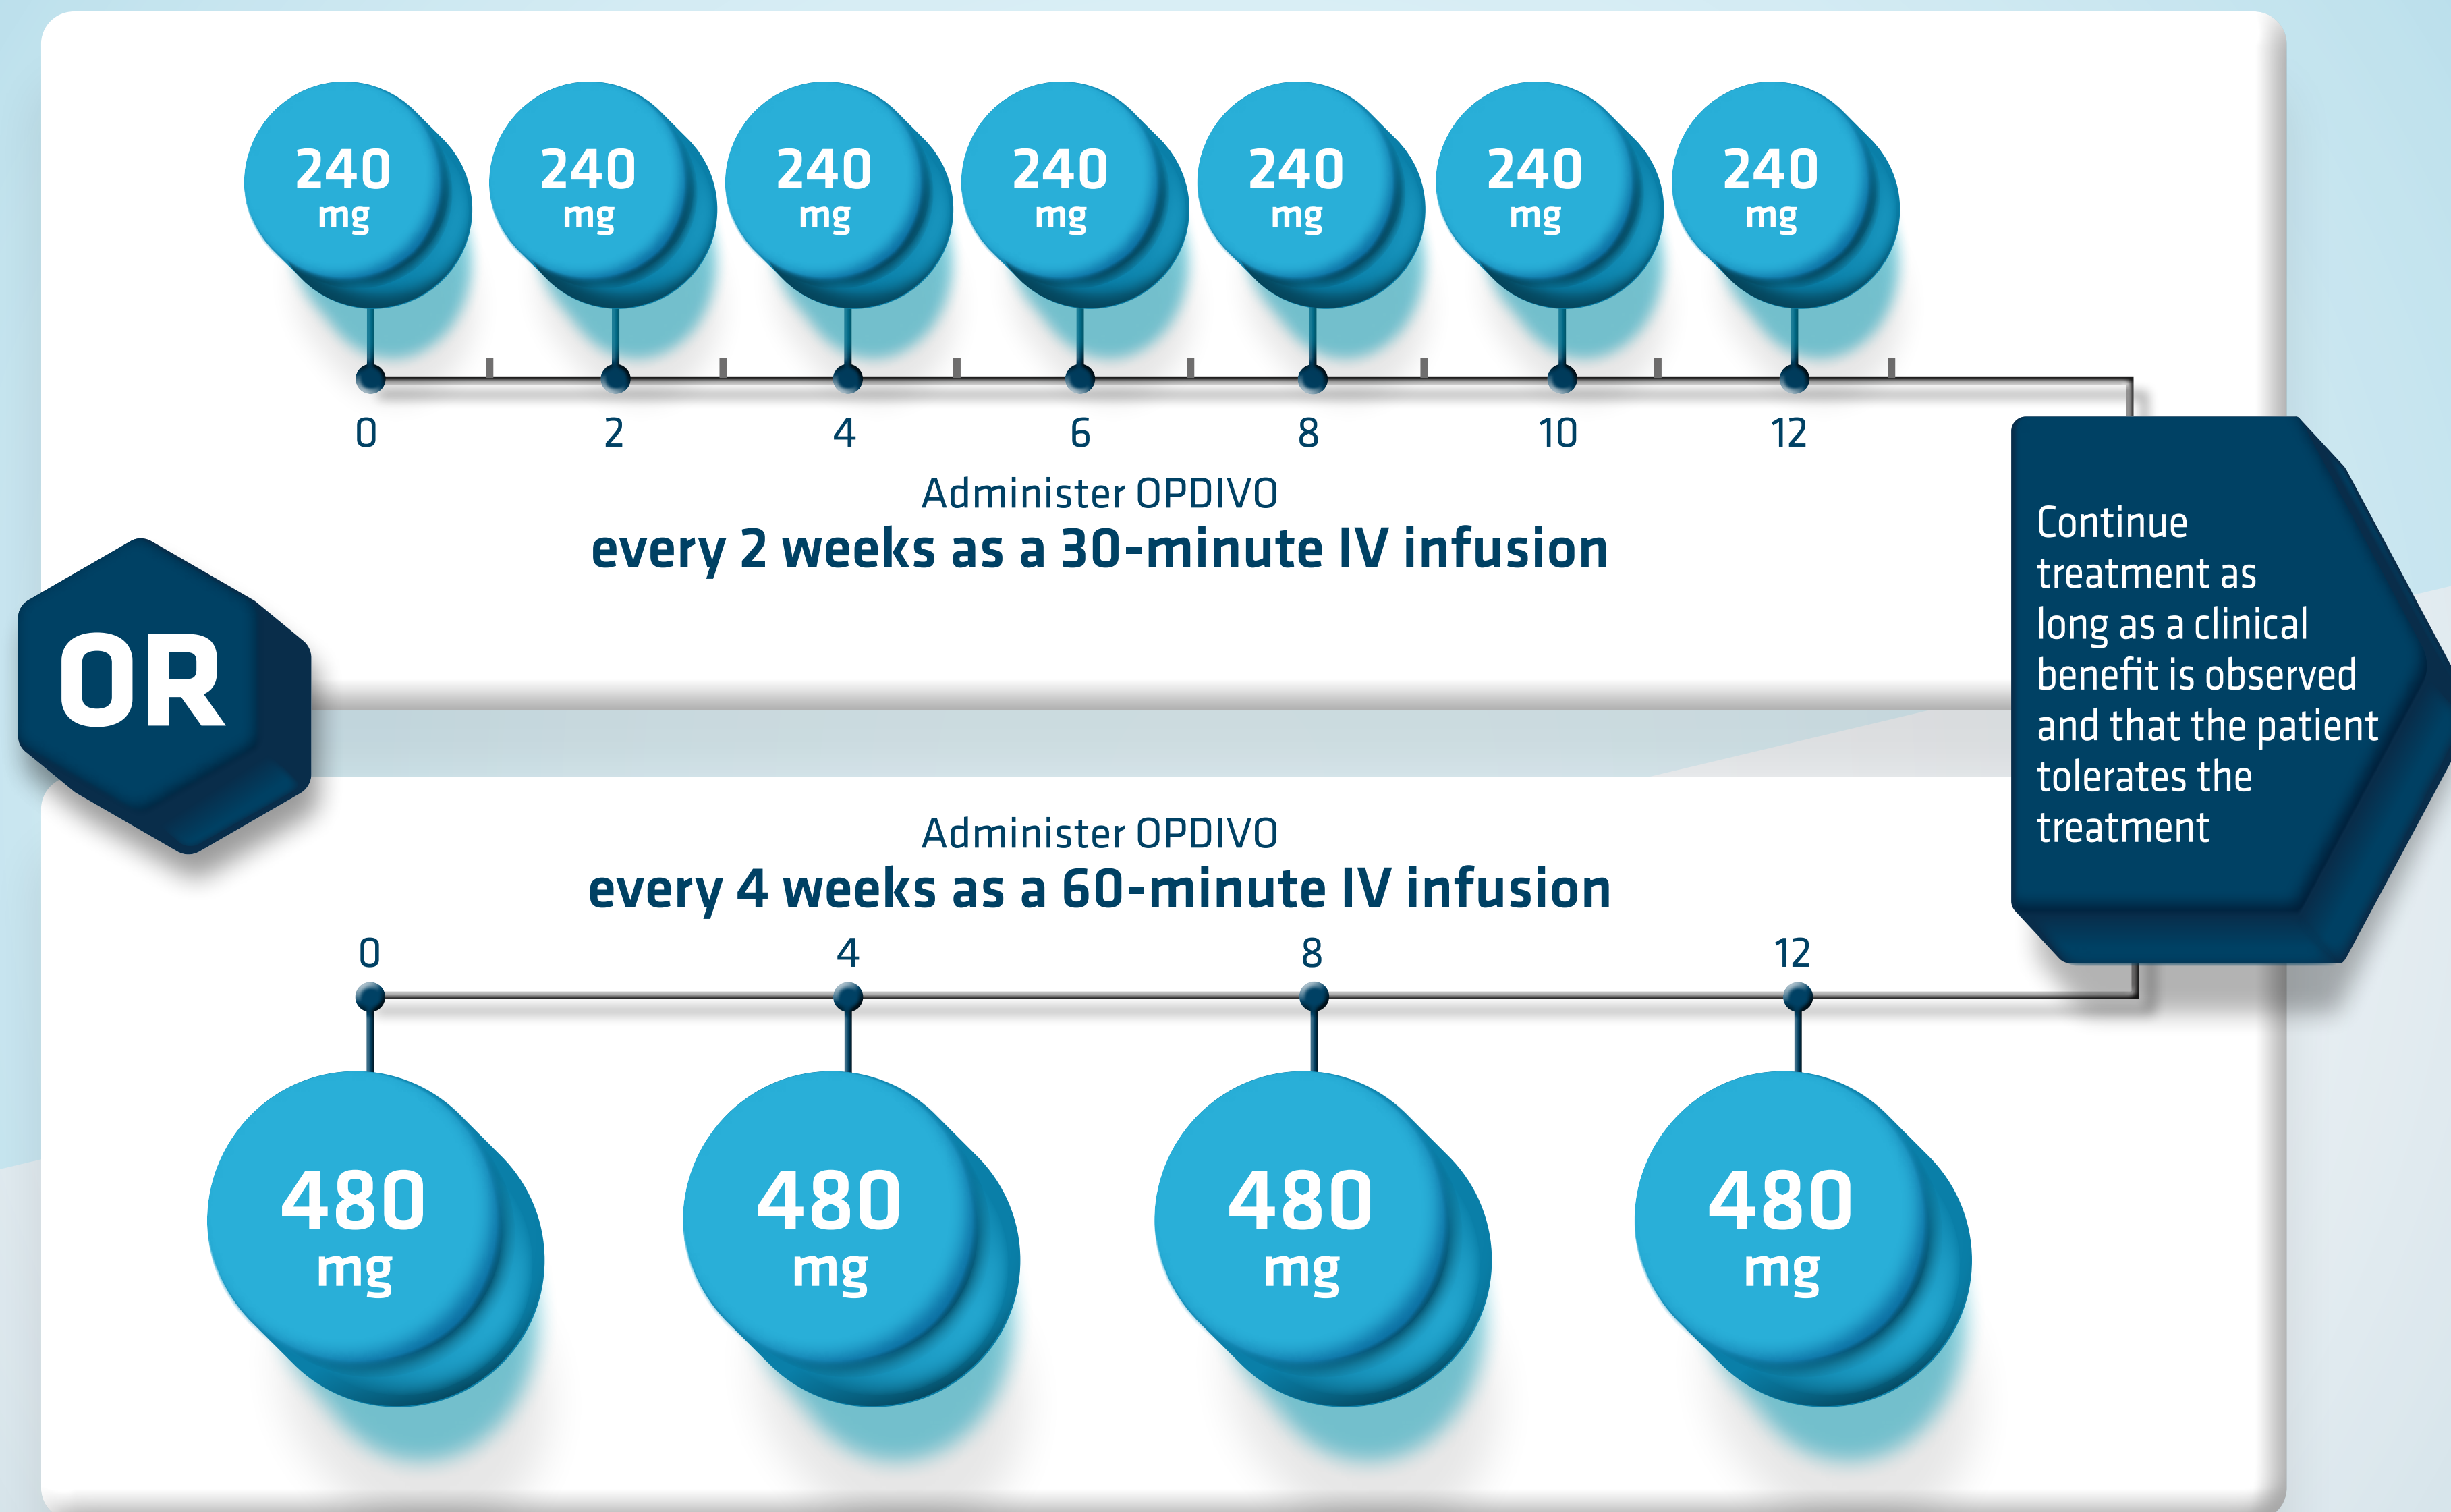 240 240 240 240 240 240 240
mg mg mg mg mg mg mg
0 2 4 6 8 10 12
Administer OPDIVO
every 2 weeks as a 30-minute IV infusion
OR
Administer OPDIVO
every 4 weeks as a 60-minute IV infusion
0 4 8 12
480 480 480 480
mg mg mg mg
Continue
treatment as
long as a clinical
benefit is observed
and that the patient
tolerates the
treatment